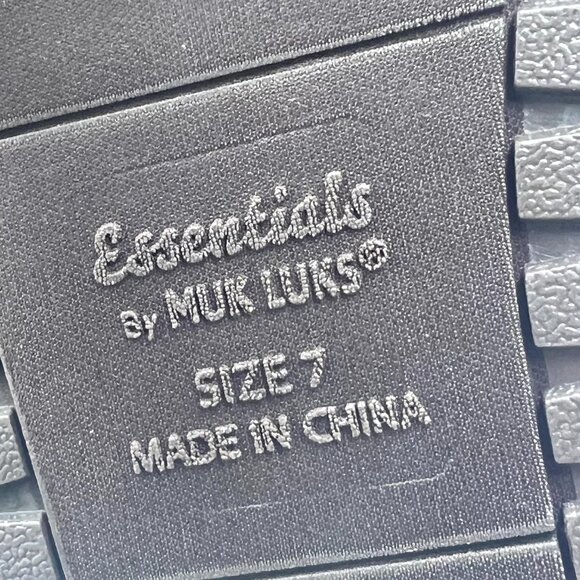 Essentials
By MUK LUKS®
SIZE 7
MADE IN CHINA